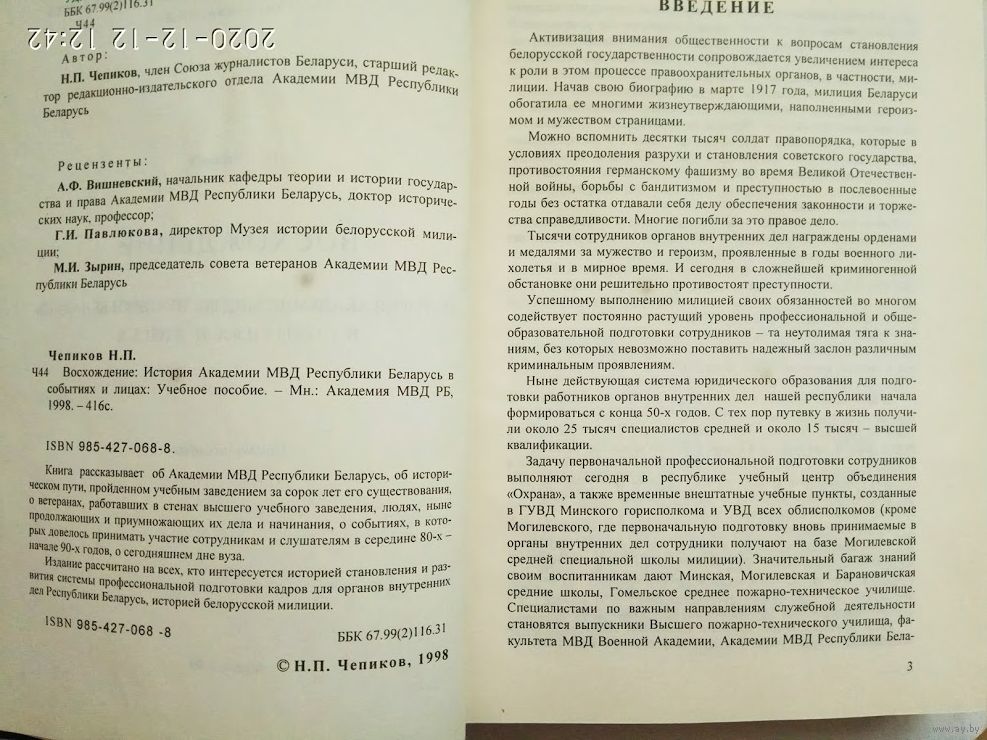 ББК 67.99(2)116.31
Ч44
2020-12-12 12:42
Автор:
Н.П. Чепиков, член Союза журналистов Беларуси, старший редак-
тор редакционно-издательского отдела Академии МВД Республики
Беларусь
Рецензенты:
А.Ф. Вишневский, начальник кафедры теории и истории государ-
ства и права Академии МВД Республики Беларусь, доктор историче-
ских наук, профессор;
Г.И. Павлюкова, директор Музея истории белорусской мили-
ции;
М.И. Зырин, председатель совета ветеранов Академии МВД Рес-
публики Беларусь
Чепиков Н.П.
Ч44 Восхождение: История Академии МВД Республики Беларусь в
событиях и лицах: Учебное пособие. – Мн.: Академия МВД РБ,
1998. – 416с.
ISBN 985-427-068-8.
Книга рассказывает об Академии МВД Республики Беларусь, об истори-
ческом пути, пройденном учебным заведением за сорок лет его существования,
о ветеранах, работавших в стенах высшего учебного заведения, людях, ныне
продолжающих и приумножающих их дела и начинания, о событиях, в кото-
рых довелось принимать участие сотрудникам и слушателям в середине 80-х –
начале 90-х годов, о сегодняшнем дне вуза.
Издание рассчитано на всех, кто интересуется историей становления и раз-
вития системы профессиональной подготовки кадров для органов внутренних
дел Республики Беларусь, историей белорусской милиции.
ISBN 985-427-068 -8
ББК 67.99(2)116.31
© Н.П. Чепиков, 1998
ВВЕДЕНИЕ
Активизация внимания общественности к вопросам становления
белорусской государственности сопровождается увеличением интереса
к роли в этом процессе правоохранительных органов, в частности, ми-
лиции. Начав свою биографию в марте 1917 года, милиция Беларуси
обогатила ее многими жизнеутверждающими, наполненными героиз-
мом и мужеством страницами.
Можно вспомнить десятки тысяч солдат правопорядка, которые в
условиях преодоления разрухи и становления советского государства,
противостояния германскому фашизму во время Великой Отечествен-
ной войны, борьбы с бандитизмом и преступностью в послевоенные
годы без остатка отдавали себя делу обеспечения законности и торже-
ства справедливости. Многие погибли за это правое дело.
Тысячи сотрудников органов внутренних дел награждены орденами
и медалями за мужество и героизм, проявленные в годы военного ли-
холетья и в мирное время. И сегодня в сложнейшей криминогенной
обстановке они решительно противостоят преступности.
Успешному выполнению милицией своих обязанностей во многом
содействует постоянно растущий уровень профессиональной и обще-
образовательной подготовки сотрудников – та неутолимая тяга к зна-
ниям, без которых невозможно поставить надежный заслон различным
криминальным проявлениям.
Ныне действующая система юридического образования для подго-
товки работников органов внутренних дел нашей республики начала
формироваться с конца 50-х годов. С тех пор путевку в жизнь получи-
ли около 25 тысяч специалистов средней и около 15 тысяч – высшей
квалификации.
Задачу первоначальной профессиональной подготовки сотрудников
выполняют сегодня в республике учебный центр объединения
«Охрана», а также временные внештатные учебные пункты, созданные
в ГУВД Минского горисполкома и УВД всех облисполкомов (кроме
Могилевского, где первоначальную подготовку вновь принимаемые в
органы внутренних дел сотрудники получают на базе Могилевской
средней специальной школы милиции). Значительный багаж знаний
своим воспитанникам дают Минская, Могилевская и Барановичская
средние школы, Гомельское среднее пожарно-техническое училище.
Специалистами по важным направлениям служебной деятельности
становятся выпускники Высшего пожарно-технического училища, фа-
культета МВД Военной Академии, Академии МВД Республики Бела-
3
www.ay.by